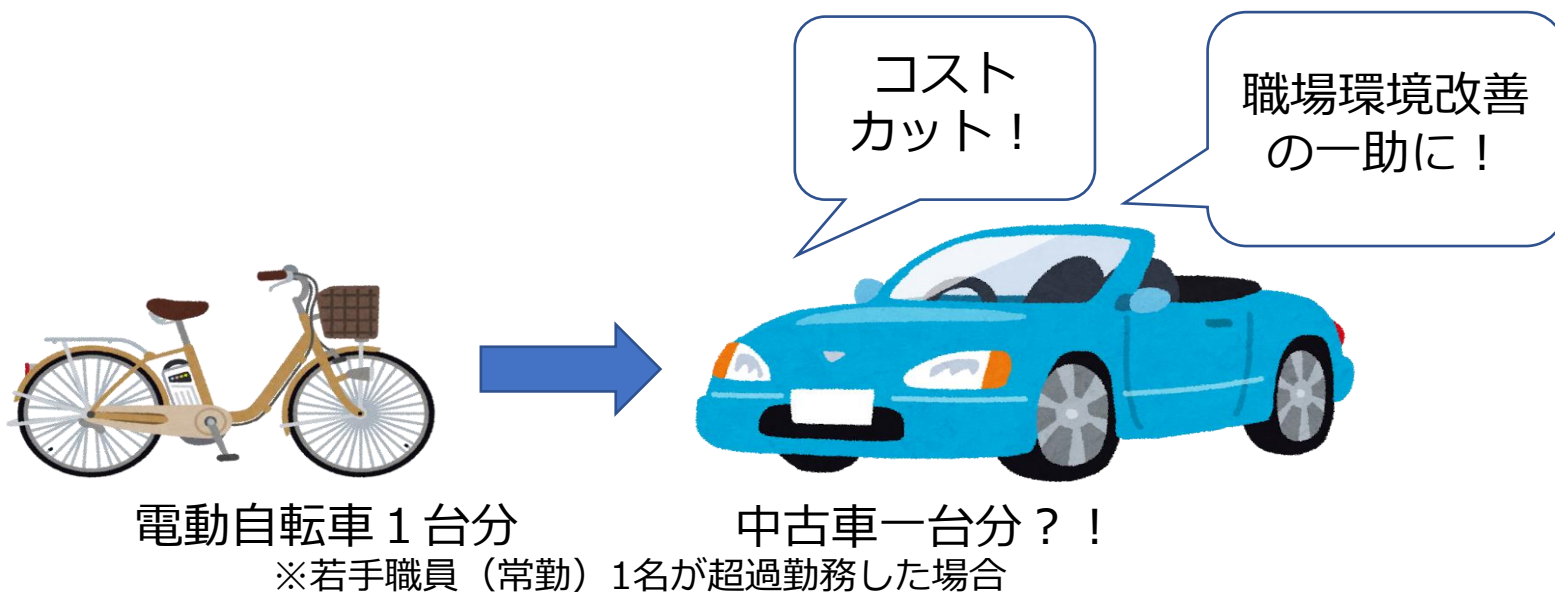 コスト
カット！
職場環境改善
の一助に！
電動自転車１台分
中古車一台分？！
※若手職員（常勤）1名が超過勤務した場合